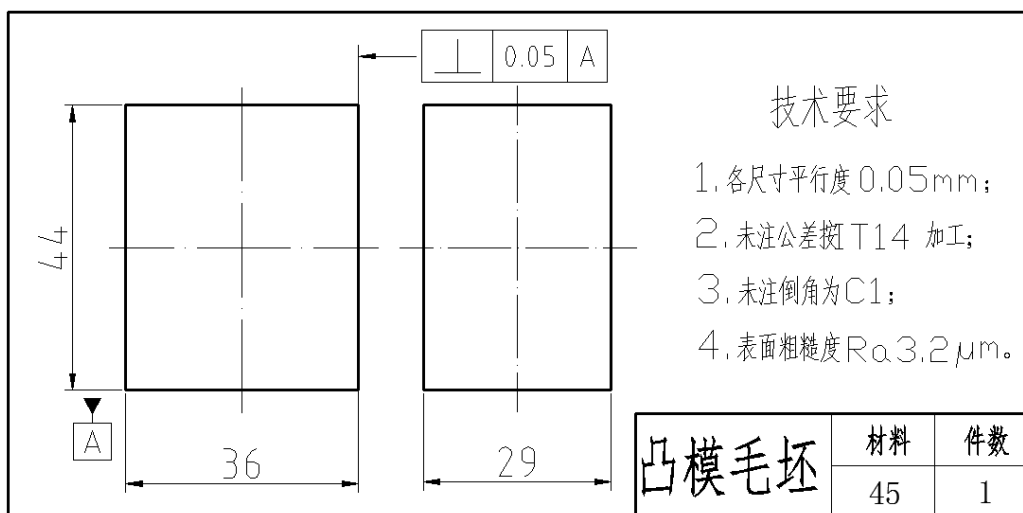 ⊥ 0.05 A
44
A
36
29
技术要求
1.各尺寸平行度0.05mm;
2.未注公差按IT14 加工;
3.未注倒角为C1;
4.表面粗糙度Ra3.2μm。
凸模毛坯
材料 件数
45 1